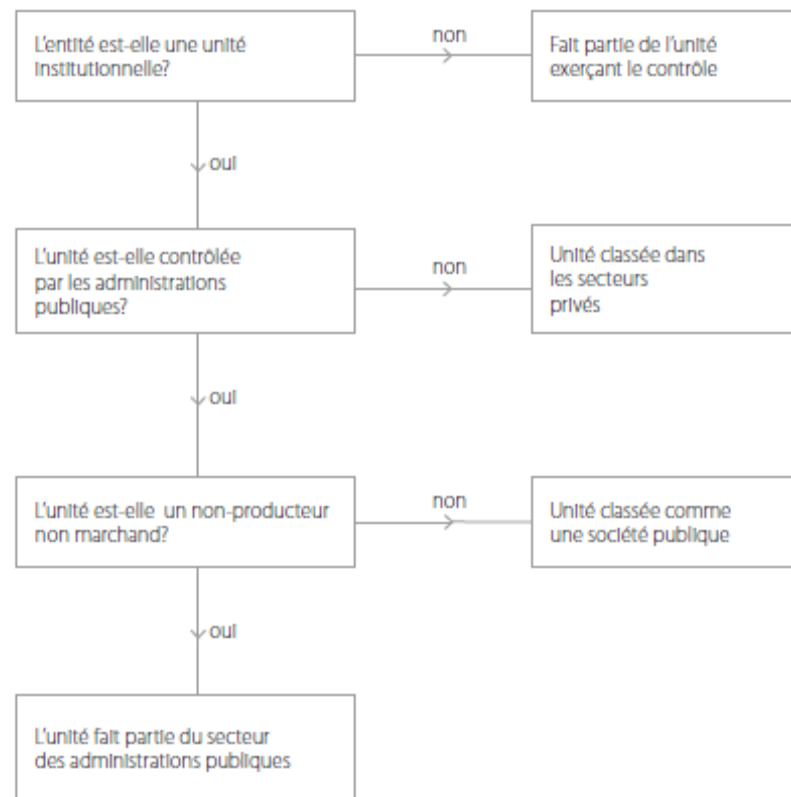 L'entité est-elle une unité
institutionnelle?
non
Fait partie de l'unité
exerçant le contrôle
oui
L'unité est-elle contrôlée
par les administrations
publiques?
non
Unité classée dans
les secteurs
privés
oui
L'unité est-elle un non-producteur
non marchand?
non
Unité classée comme
une société publique
oui
L'unité fait partie du secteur
des administrations publiques